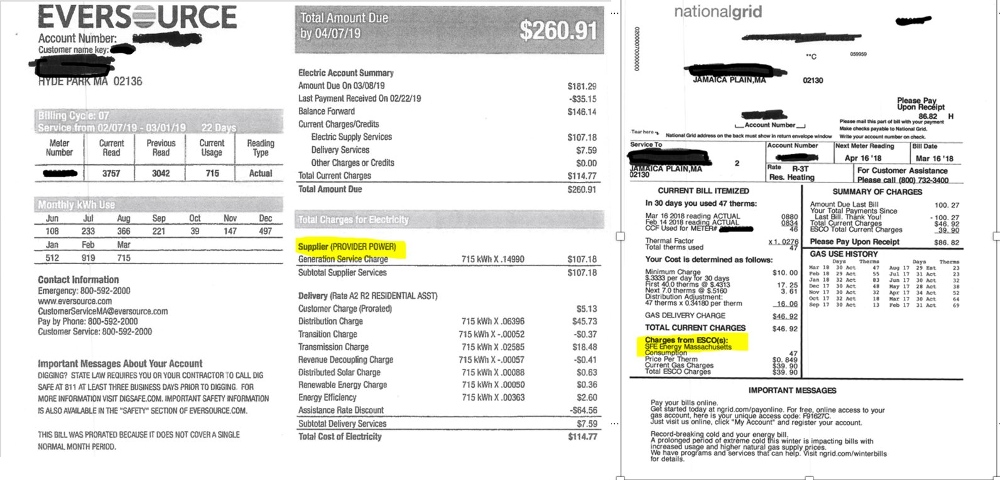 EVERSOURCE
Account Number:
Customer name key:
HYDE PARK MA 02136
Billing Cycle: 07
Service from 02/07/19 - 03/01/19 22 Days
Meter Number Current Read Previous Read Current Usage Reading Type
3757 3042 715 Actual
Monthly kWh Use
Jun Jul Aug Sep Oct Nov Dec
108 233 366 221 39 147 497
Jan Feb Mar
512 919 715
Contact Information
Emergency: 800-592-2000
www.eversource.com
CustomerServiceMA@eversource.com
Pay by Phone: 800-592-2000
Customer Service: 800-592-2000
Important Messages About Your Account
DIGGING? STATE LAW REQUIRES YOU OR YOUR CONTRACTOR TO CALL DIG
SAFE AT 811 AT LEAST THREE BUSINESS DAYS PRIOR TO DIGGING. FOR
MORE INFORMATION VISIT DIGSAFE.COM. IMPORTANT SAFETY INFORMATION
IS ALSO AVAILABLE IN THE "SAFETY" SECTION OF EVERSOURCE.COM.
THIS BILL WAS PRORATED BECAUSE IT DOES NOT COVER A SINGLE
NORMAL MONTH PERIOD.
Total Amount Due
by 04/07/19 $260.91
Electric Account Summary
Amount Due On 03/08/19 $181.29
Last Payment Received On 02/22/19 -$35.15
Balance Forward $146.14
Current Charges/Credits
Electric Supply Services $107.18
Delivery Services $7.59
Other Charges or Credits $0.00
Total Current Charges $114.77
Total Amount Due $260.91
Total Charges for Electricity
Supplier (PROVIDER POWER)
Generation Service Charge 715 kWh X .14990 $107.18
Subtotal Supplier Services $107.18
Delivery (Rate A2 R2 RESIDENTIAL ASST)
Customer Charge (Prorated) $5.13
Distribution Charge 715 kWh X .06396 $45.73
Transition Charge 715 kWh X -.00052 -$0.37
Transmission Charge 715 kWh X .02585 $18.48
Revenue Decoupling Charge 715 kWh X -.00057 -$0.41
Distributed Solar Charge 715 kWh X .00088 $0.63
Renewable Energy Charge 715 kWh X .00050 $0.36
Energy Efficiency 715 kWh X .00363 $2.60
Assistance Rate Discount -$64.56
Subtotal Delivery Services $7.59
Total Cost of Electricity $114.77
nationalgrid
**C 059959
JAMAICA PLAIN,MA 02130
Please Pay
Upon Receipt
86.82 H
Account Number
Please mail this part of bill with your payment
Make checks payable to National Grid.
Tear here National Grid address on the back must show in return envelope window Write your account number on check.
Service To
JAMAICA PLAIN,MA
02130
2
Account Number
Next Meter Reading
Apr 16 '18
Bill Date
Mar 16 '18
Rate R-3T
Res. Heating
For Customer Assistance
Please call (800) 732-3400
CURRENT BILL ITEMIZED
In 30 days you used 47 therms:
Mar 16 2018 reading ACTUAL 0880
Feb 14 2018 reading ACTUAL 0834
CCF Used for METER# 46
Thermal Factor x1.0276
Total therms used 47
Your Cost is determined as follows:
Minimum Charge $10.00
$.3333 per day for 30 days
First 40.0 therms @ $.4313 17.25
Next 7.0 therms @ $.5160 3.61
Distribution Adjustment:
47 therms x 0.34180 per therm 16.06
GAS DELIVERY CHARGE $46.92
TOTAL CURRENT CHARGES $46.92
Charges from ESCO(s):
SFE Energy Massachusetts
Consumption 47
Price Per Therm $0.849
Current Gas Charges $39.90
Total ESCO Charges $39.90
SUMMARY OF CHARGES
Amount Due Last Bill 100.27
Your Total Payments Since
Last Bill. Thank You! - 100.27
Total Current Charges $46.92
ESCO Total Current Charges 39.90
Please Pay Upon Receipt $86.82
GAS USE HISTORY
Days Therms Days Therms
Mar 18 30 Act 47 Aug 17 29 Est 23
Feb 18 29 Act 55 Jul 17 31 Act 23
Jan 18 32 Act 83 Jun 17 30 Act 32
Dec 17 30 Act 48 May 17 28 Act 38
Nov 17 30 Act 32 Apr 17 34 Act 52
Oct 17 32 Act 18 Mar 17 30 Act 64
Sep 17 30 Act 13 Feb 17 31 Act 69
IMPORTANT MESSAGES
Pay your bills online.
Get started today at ngrid.com/payonline. For free, online access to your
gas account, here is your unique access code: F91627C.
Just visit us online, click "My Account" and register your account.
Record-breaking cold and your energy bill.
A prolonged period of extreme cold this winter is impacting bills with
increased usage and higher natural gas supply prices.
We have programs and services that can help. Visit ngrid.com/winterbills
for details.